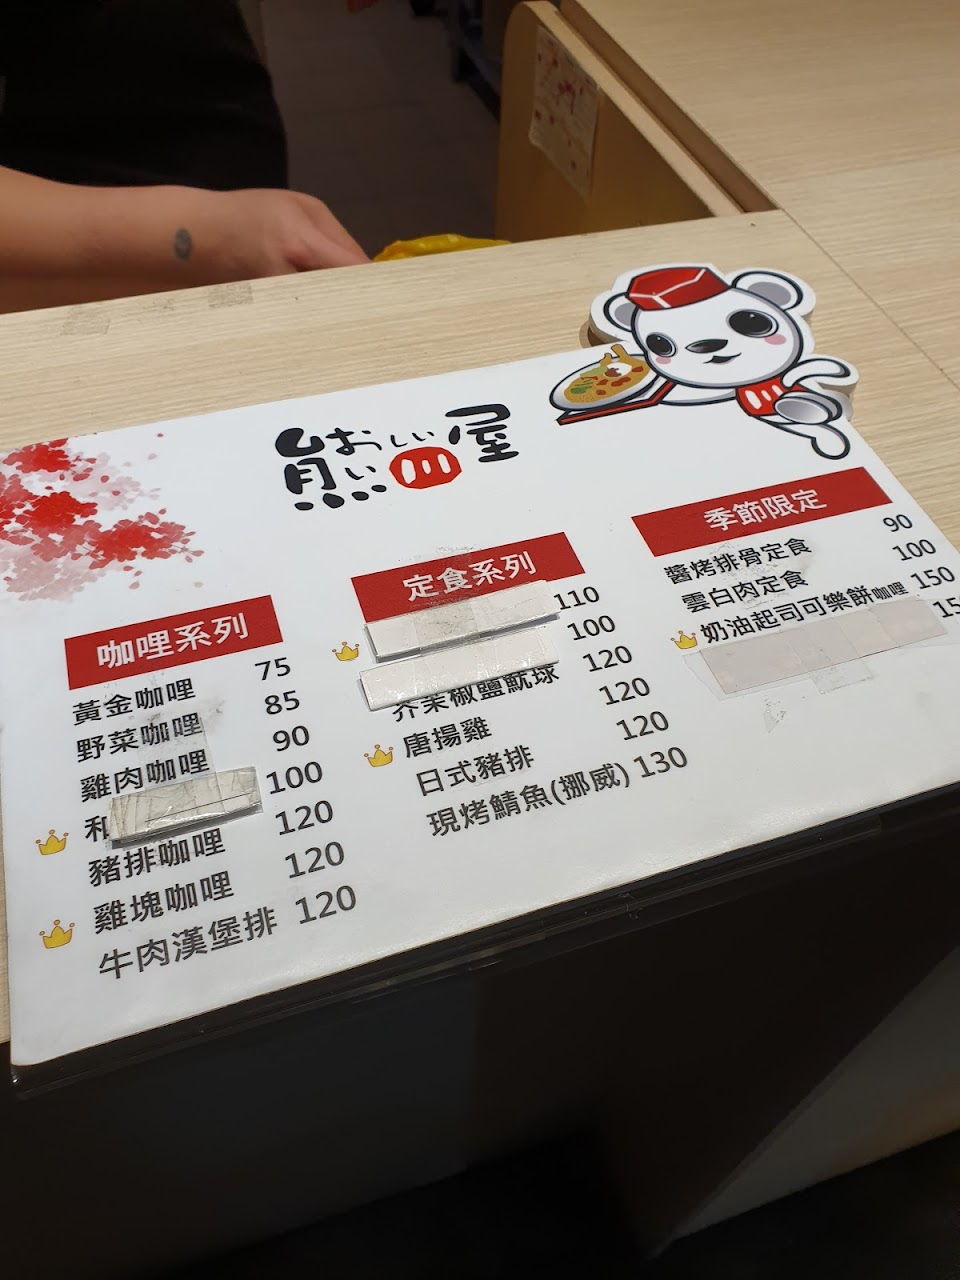 熊川屋
おいしい
咖哩系列
黃金咖哩 75
野菜咖哩 85
雞肉咖哩 90
和 100
豬排咖哩 120
雞塊咖哩 120
牛肉漢堡排 120
定食系列
110
100
芥茉椒鹽魷球 120
唐揚雞 120
日式豬排 120
現烤鯖魚(挪威) 130
季節限定
醬烤排骨定食 90
雲白肉定食 100
奶油起司可樂餅咖哩 150